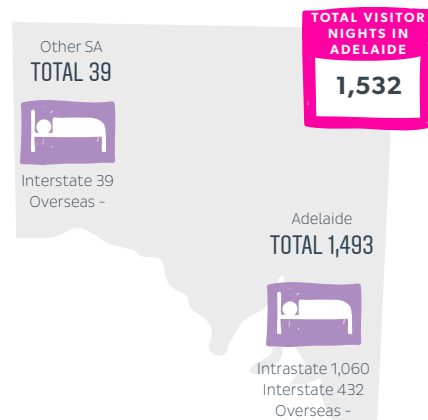 TOTAL VISITOR
NIGHTS IN
ADELAIDE
1,532
Other SA
TOTAL 39
Interstate 39
Overseas -
Adelaide
TOTAL 1,493
Intrastate 1,060
Interstate 432
Overseas -